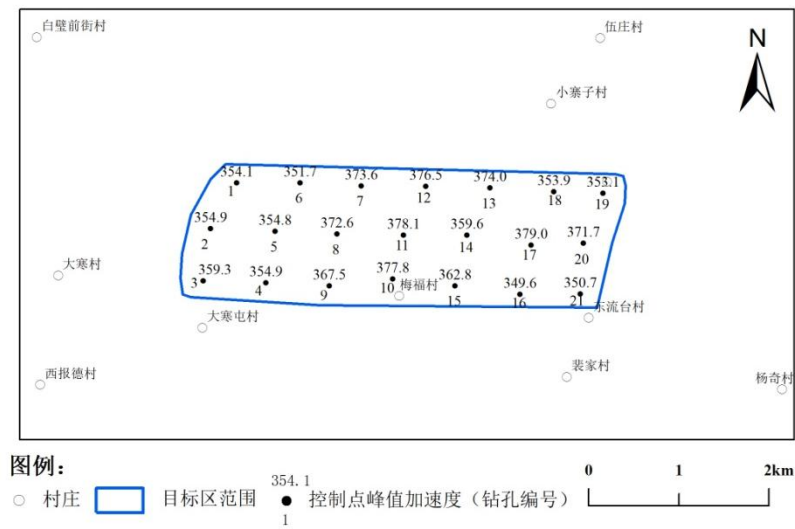 白壁前街村
伍庄村
N
小寨子村
354.1 351.7 373.6 376.5 374.0 353.9 353.1
1 6 7 12 13 18 19
354.9 354.8 372.6 378.1 359.6 379.0 371.7
2 5 8 11 14 17 20
大寒村
359.3 354.9 367.5 377.8 362.8 349.6 350.7
3 4 9 10 15 16 21
梅福村
东流台村
大寒屯村
西报德村
裴家村
杨奇村
图例：
村庄
目标区范围
354.1
1
控制点峰值加速度（钻孔编号）
0 1 2km